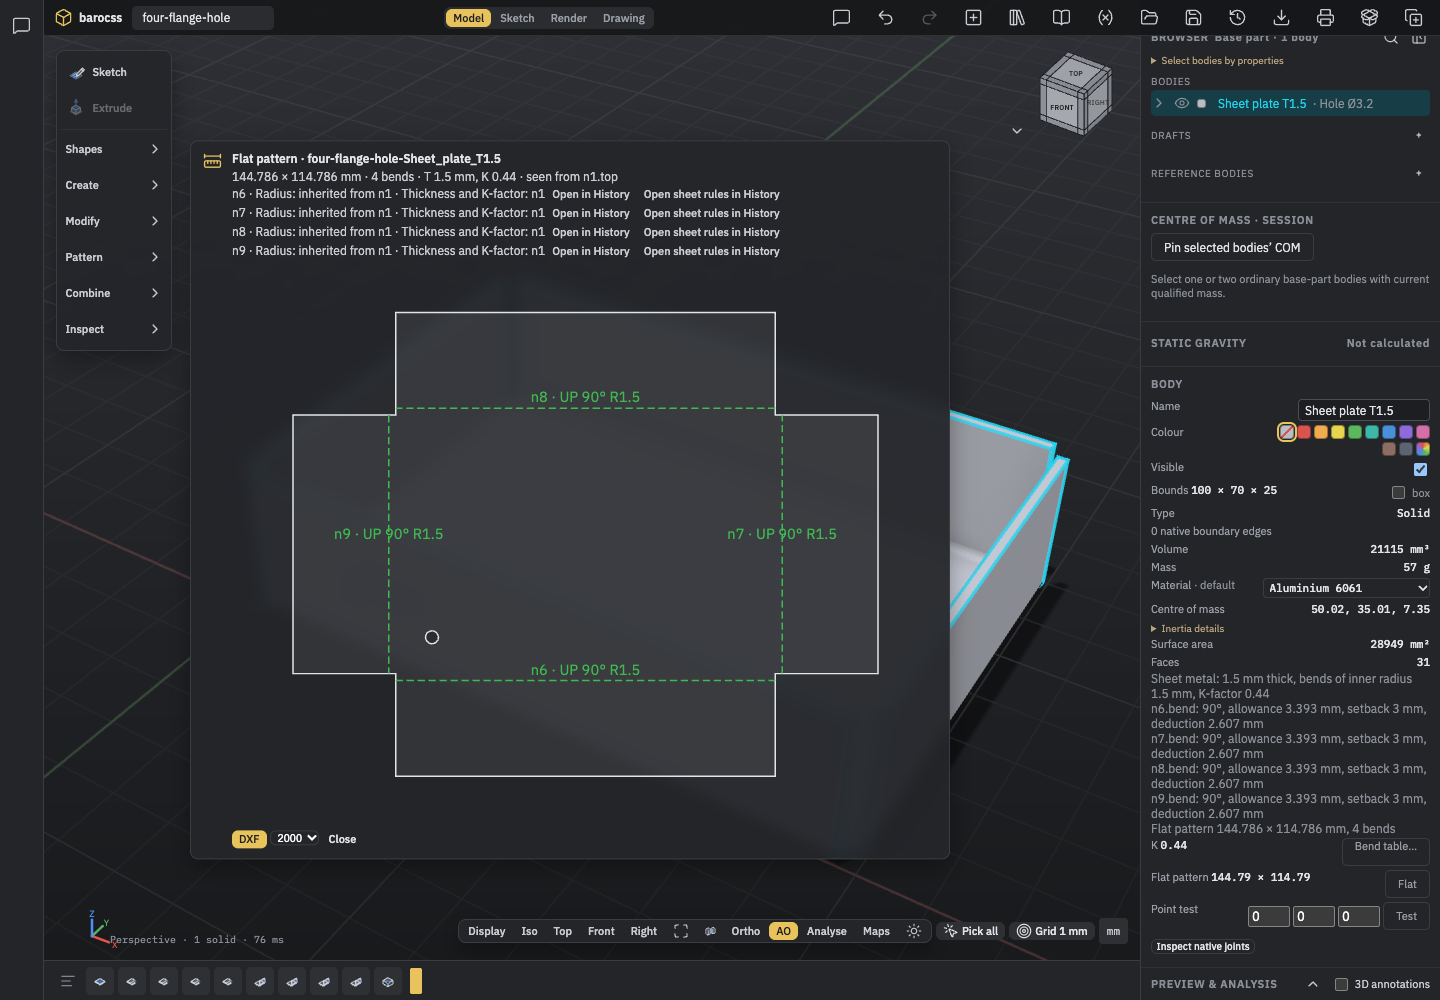 barocss
four-flange-hole
Model
Sketch
Render
Drawing
Sketch
Extrude
Shapes
Create
Modify
Pattern
Combine
Inspect
TOP
FRONT
RIGHT
Flat pattern · four-flange-hole-Sheet_plate_T1.5
144.786 × 114.786 mm · 4 bends · T 1.5 mm, K 0.44 · seen from n1.top
n6 · Radius: inherited from n1 · Thickness and K-factor: n1 Open in History Open sheet rules in History
n7 · Radius: inherited from n1 · Thickness and K-factor: n1 Open in History Open sheet rules in History
n8 · Radius: inherited from n1 · Thickness and K-factor: n1 Open in History Open sheet rules in History
n9 · Radius: inherited from n1 · Thickness and K-factor: n1 Open in History Open sheet rules in History
n8 · UP 90° R1.5
n9 · UP 90° R1.5
n7 · UP 90° R1.5
n6 · UP 90° R1.5
DXF 2000 Close
Z
Y
X
Perspective · 1 solid · 76 ms
Display Iso Top Front Right Ortho AO Analyse Maps
Pick all
Grid 1 mm
mm
BROWSER Base part · 1 body
Select bodies by properties
BODIES
Sheet plate T1.5 · Hole Ø3.2
DRAFTS +
REFERENCE BODIES +
CENTRE OF MASS · SESSION
Pin selected bodies’ COM
Select one or two ordinary base-part bodies with current
qualified mass.
STATIC GRAVITY Not calculated
BODY
Name Sheet plate T1.5
Colour
Visible
Bounds 100 × 70 × 25 box
Type Solid
0 native boundary edges
Volume 21115 mm³
Mass 57 g
Material · default Aluminium 6061
Centre of mass 50.02, 35.01, 7.35
Inertia details
Surface area 28949 mm²
Faces 31
Sheet metal: 1.5 mm thick, bends of inner radius
1.5 mm, K-factor 0.44
n6.bend: 90°, allowance 3.393 mm, setback 3 mm,
deduction 2.607 mm
n7.bend: 90°, allowance 3.393 mm, setback 3 mm,
deduction 2.607 mm
n8.bend: 90°, allowance 3.393 mm, setback 3 mm,
deduction 2.607 mm
n9.bend: 90°, allowance 3.393 mm, setback 3 mm,
deduction 2.607 mm
Flat pattern 144.786 × 114.786 mm, 4 bends
K 0.44 Bend table…
Flat pattern 144.79 × 114.79 Flat
Point test 0 0 0 Test
Inspect native joints
PREVIEW & ANALYSIS 3D annotations